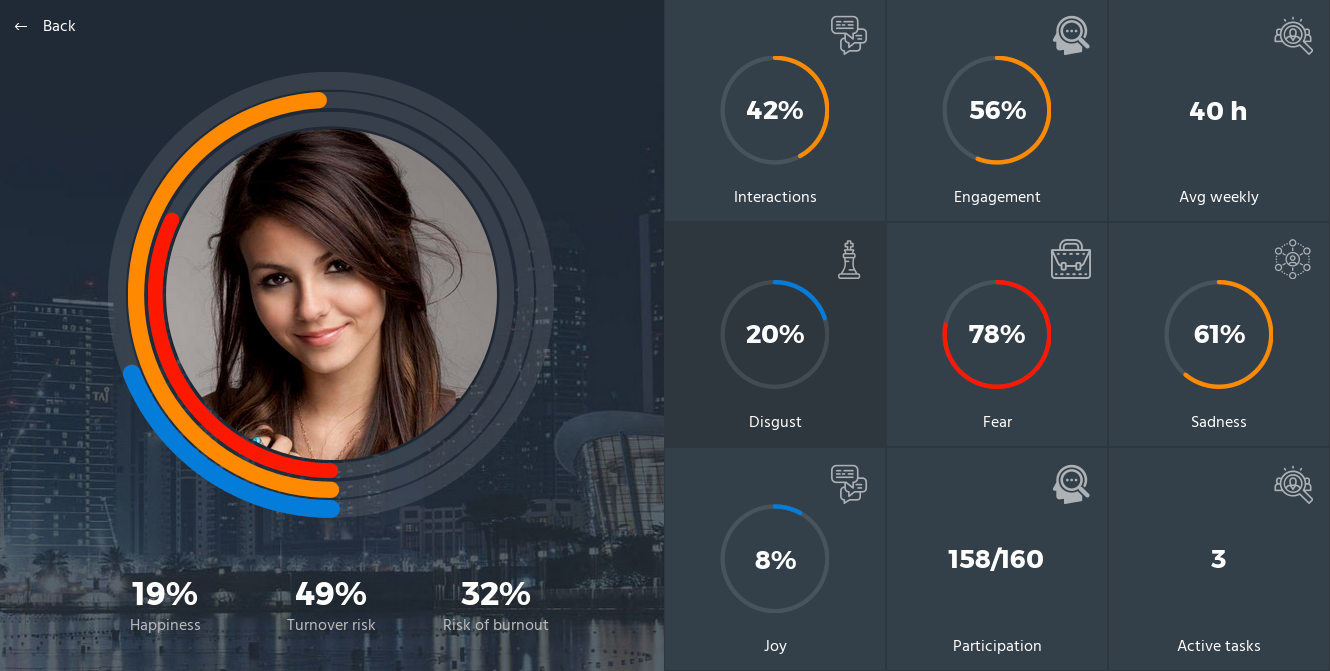 ← Back
19%
Happiness
49%
Turnover risk
32%
Risk of burnout
TAJ
42%
Interactions
56%
Engagement
40 h
Avg weekly
20%
Disgust
78%
Fear
61%
Sadness
8%
Joy
158/160
Participation
3
Active tasks